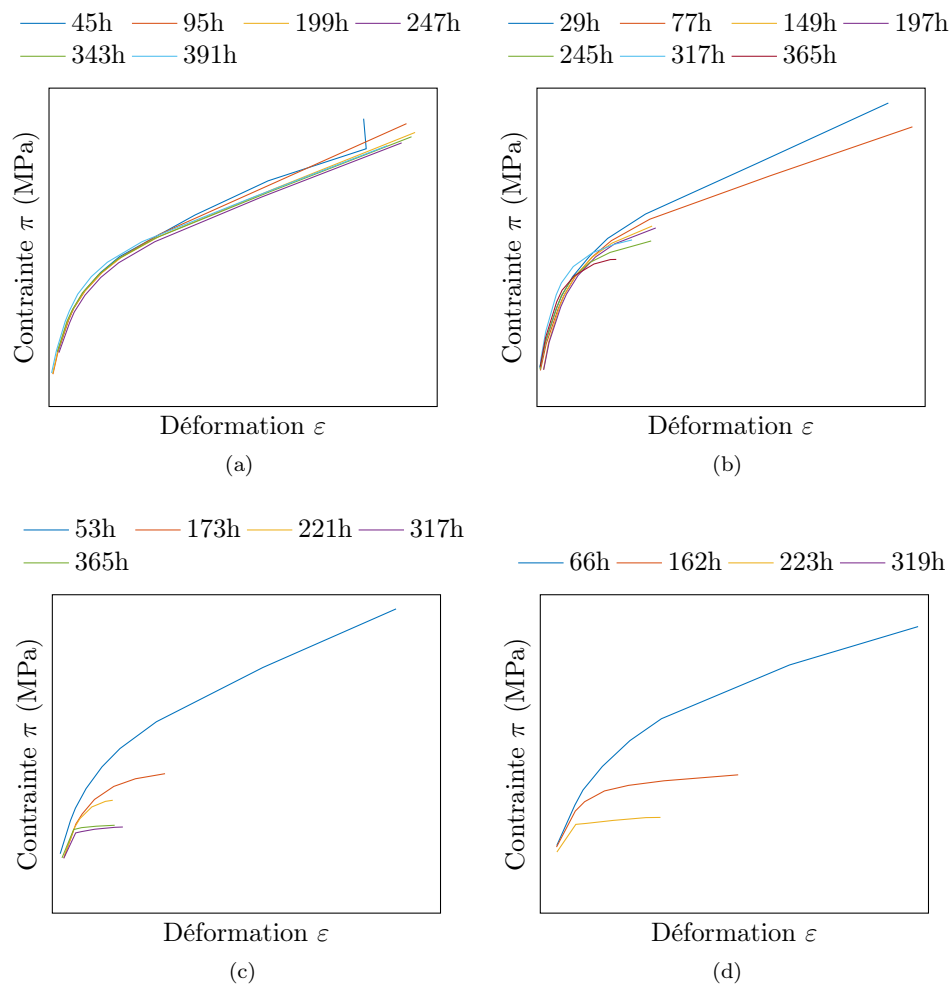 45h 95h 199h 247h
343h 391h
Contrainte π (MPa)
Déformation ε
(a)
29h 77h 149h 197h
245h 317h 365h
Contrainte π (MPa)
Déformation ε
(b)
53h 173h 221h 317h
365h
Contrainte π (MPa)
Déformation ε
(c)
66h 162h 223h 319h
Contrainte π (MPa)
Déformation ε
(d)